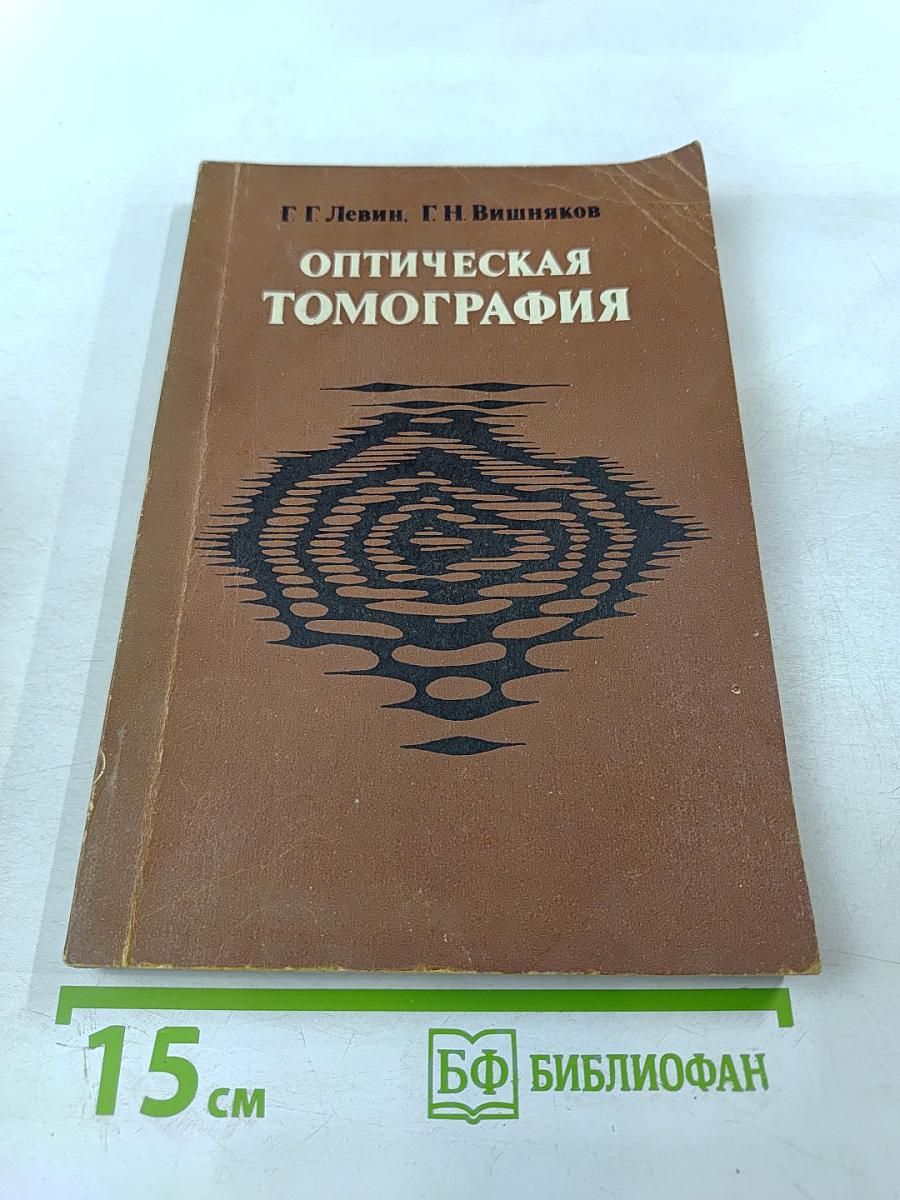 Г. Г. Левин, Г. Н. Вишняков
ОПТИЧЕСКАЯ
ТОМОГРАФИЯ
15 см
БФ БИБЛИОФАН